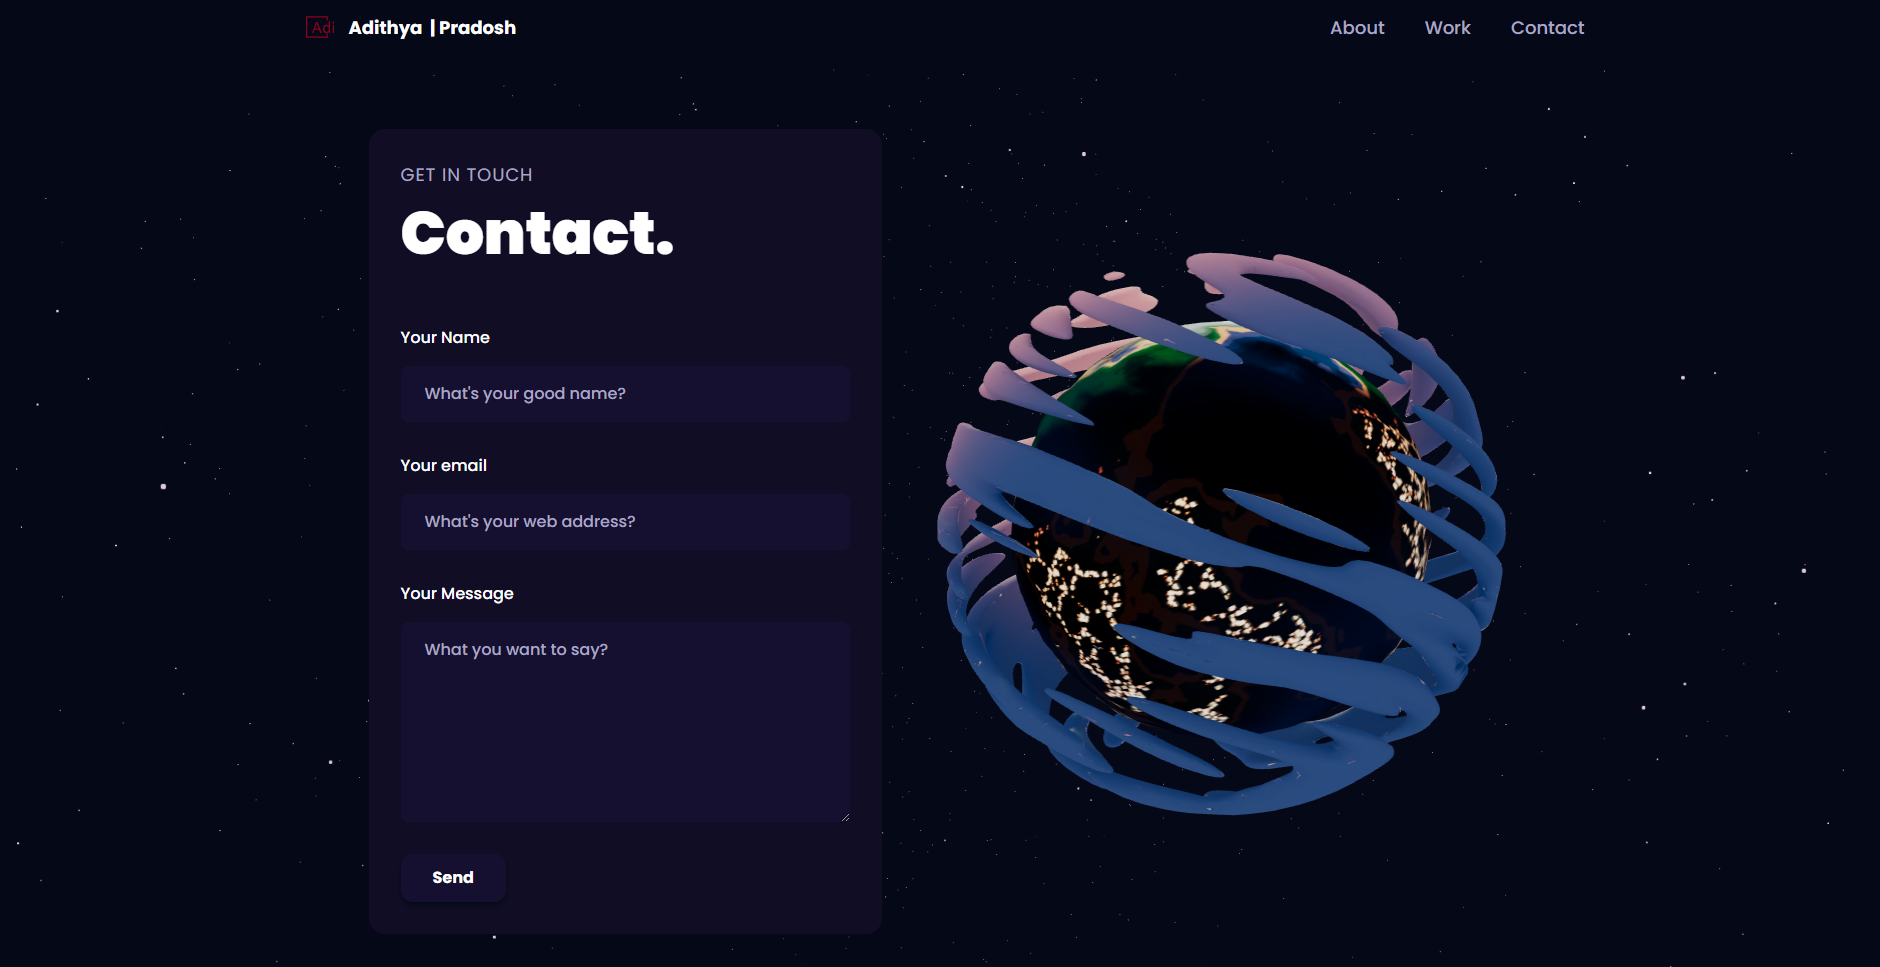 Adi
Adithya | Pradosh
About
Work
Contact
GET IN TOUCH
Contact.
Your Name
What's your good name?
Your email
What's your web address?
Your Message
What you want to say?
Send